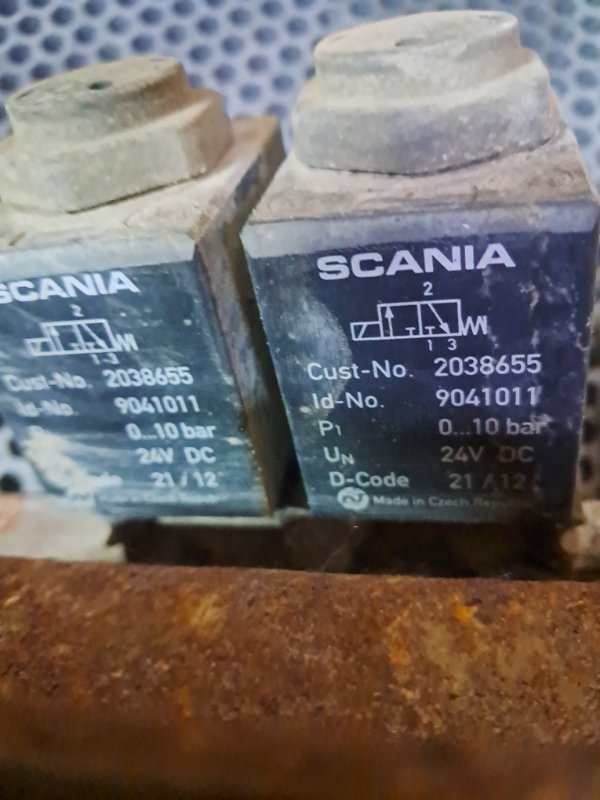 SCANIA
2
1 3
Cust-No. 2038655
Id-No. 9041011
0...10 bar
24V DC
21 / 12
SCANIA
2
1 3
Cust-No. 2038655
Id-No. 9041011
P1 0...10 bar
UN 24V DC
D-Code 21 / 12
Made in Czech Republic